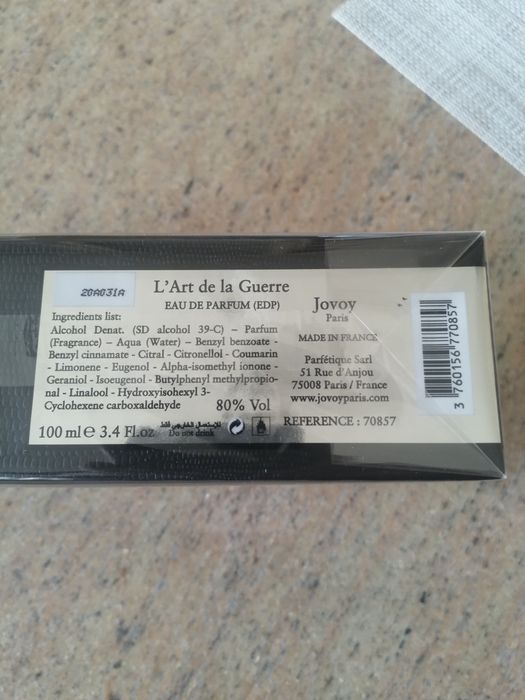 20A031A
L'Art de la Guerre
EAU DE PARFUM (EDP)
Ingredients list:
Alcohol Denat. (SD alcohol 39-C) – Parfum
(Fragrance) – Aqua (Water) – Benzyl benzoate -
Benzyl cinnamate - Citral - Citronellol - Coumarin
- Limonene - Eugenol - Alpha-isomethyl ionone -
Geraniol - Isoeugenol - Butylphenyl methylpropio-
nal - Linalool - Hydroxyisohexyl 3-
Cyclohexene carboxaldehyde
80% Vol
100 ml e 3.4 Fl.oz
للإستعمال الخارجي فقط
Do not drink
Jovoy
Paris
MADE IN FRANCE
Parfétique Sarl
51 Rue d'Anjou
75008 Paris / France
www.jovoyparis.com
REFERENCE : 70857
3 760156 770857